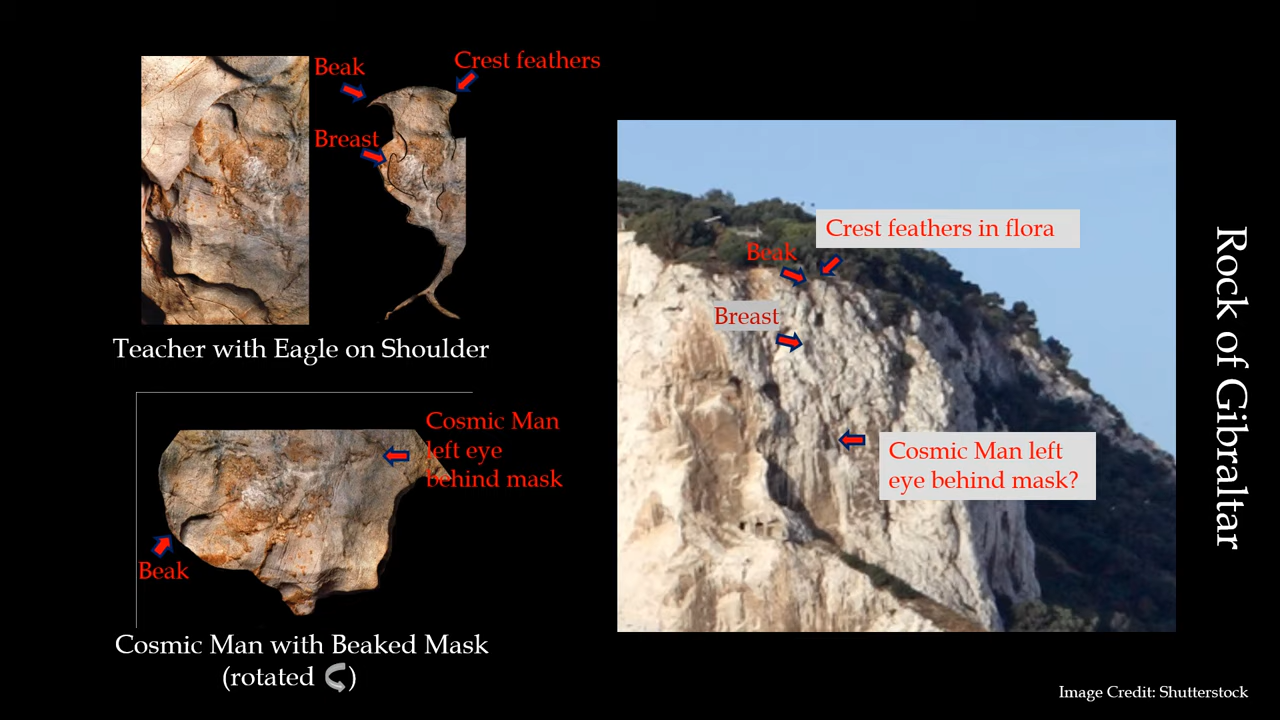 Beak
Crest feathers
Breast
Teacher with Eagle on Shoulder
Cosmic Man
left eye
behind mask
Beak
Cosmic Man with Beaked Mask
(rotated )
Crest feathers in flora
Beak
Breast
Cosmic Man left
eye behind mask?
Rock of Gibraltar
Image Credit: Shutterstock